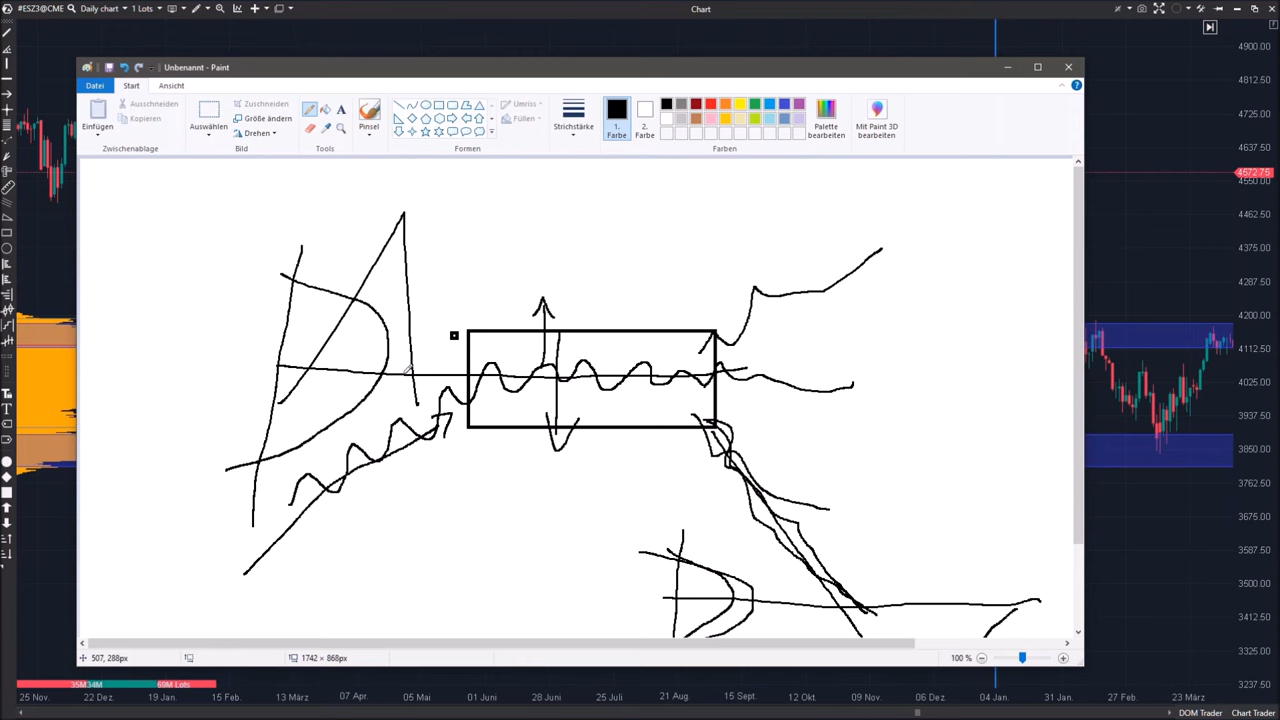 #ESZ3@CME Daily chart 1 Lots Chart
4900.00
4812.50
4725.00
4637.50
4572.75
4550.00
4462.50
4375.00
4287.50
4200.00
4112.50
4025.00
3937.50
3850.00
3762.50
3675.00
3587.50
3500.00
3412.50
3325.00
3237.50
Unbenannt - Paint
Datei Start Ansicht
Einfügen
Ausschneiden
Kopieren
Zwischenablage
Auswählen
Zuschneiden
Größe ändern
Drehen
Bild
A
Tools
Pinsel
Umriss
Füllen
Formen
Strichstärke
1. Farbe
2. Farbe
Palette bearbeiten
Mit Paint 3D bearbeiten
Farben
507, 288px
1742 × 868px
100 %
35M34M 69M Lots
25 Nov. 22 Dez. 19 Jan. 15 Feb. 13 März 07 Apr. 05 Mai 01 Juni 28 Juni 25 Juli 21 Aug. 15 Sept. 12 Okt. 09 Nov. 06 Dez. 04 Jan. 31 Jan. 27 Feb. 23 März
DOM Trader Chart Trader